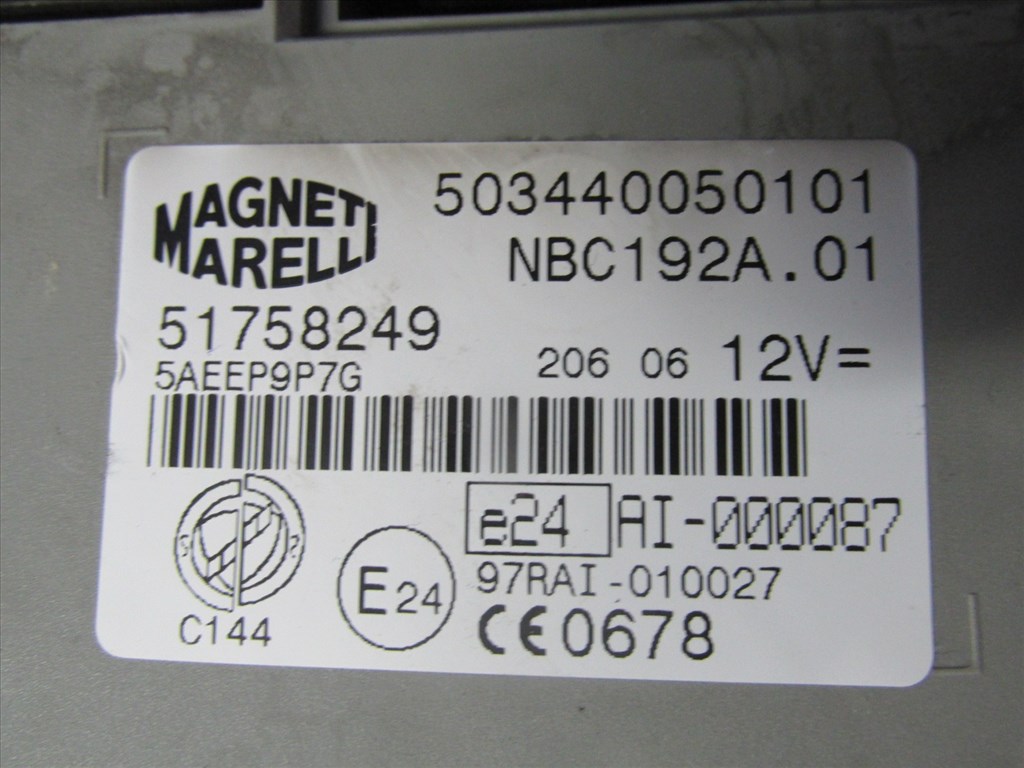 MAGNETI
MARELLI
503440050101
NBC192A.01
51758249
5AEEP9P7G
206 06 12V=
e24 AI-000087
97RAI-010027
E24
C144
CE0678